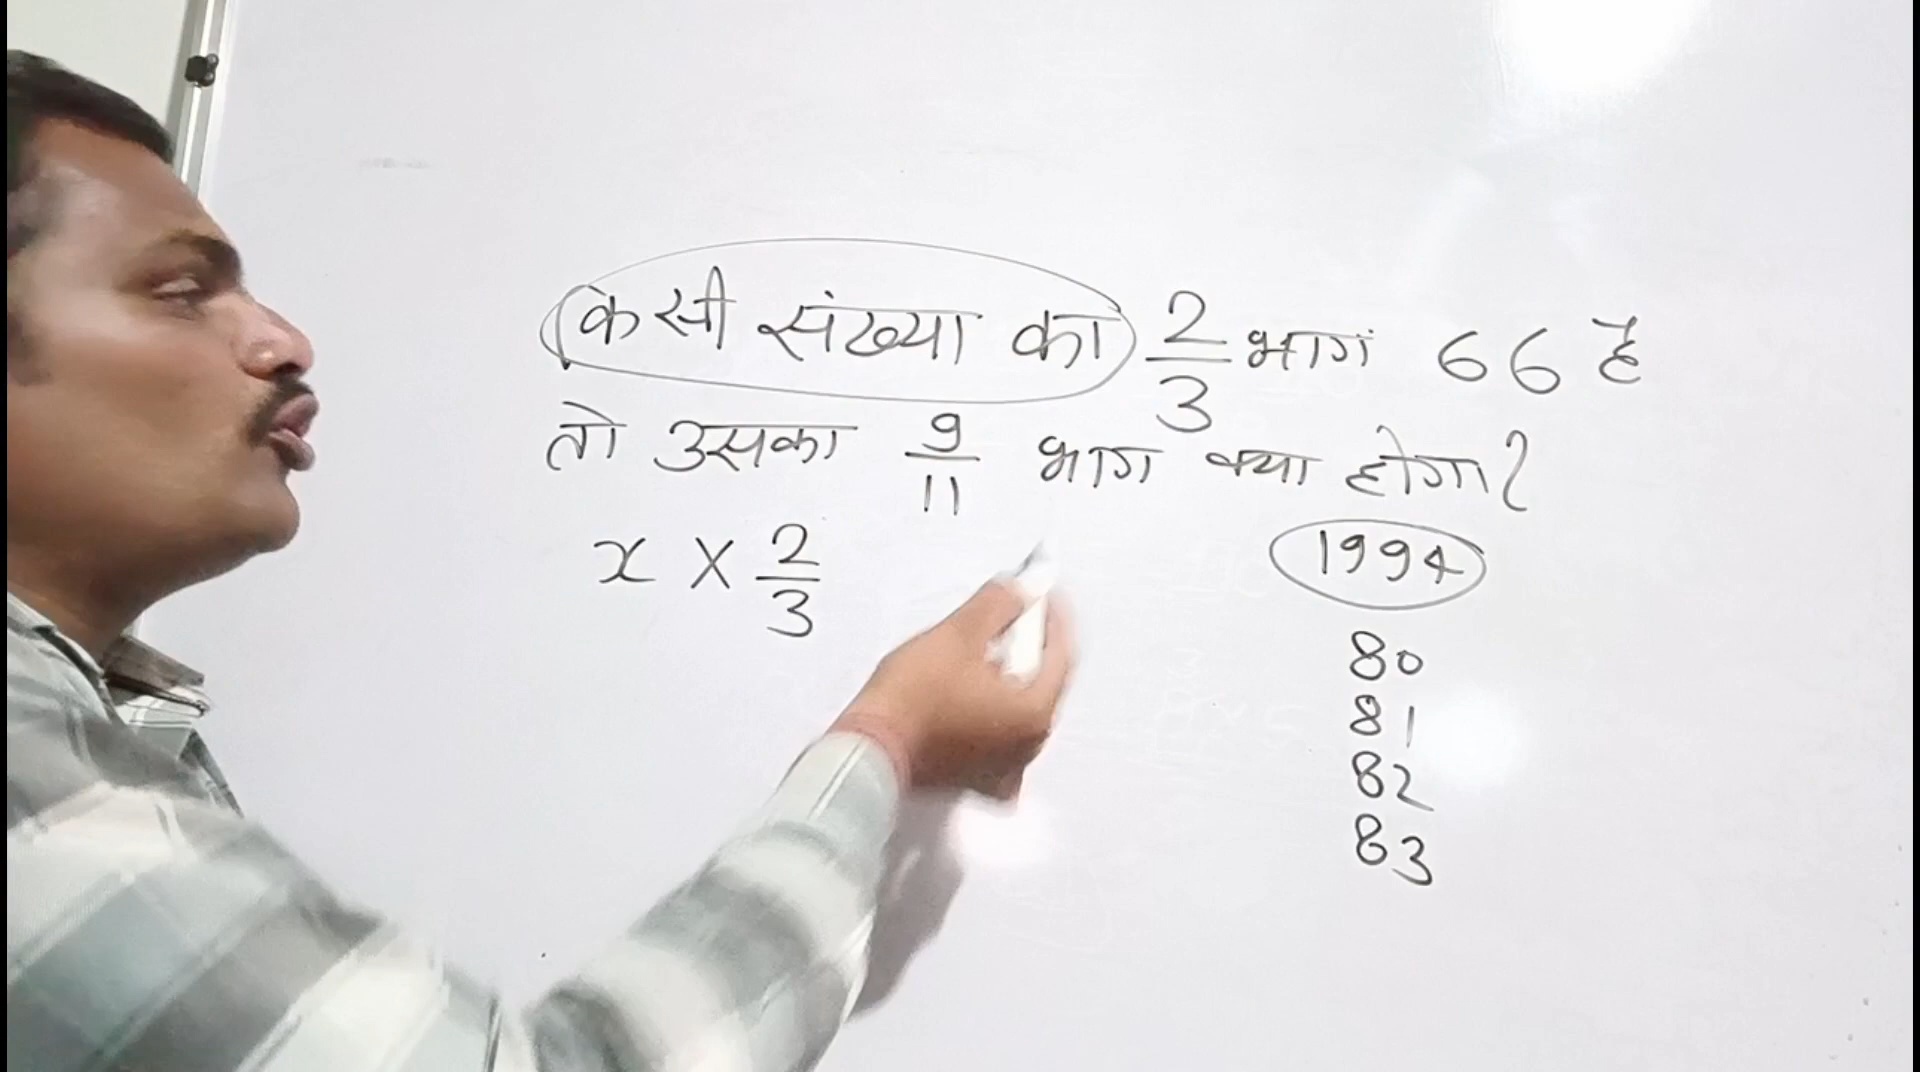 किसी संख्या का 2/3 भाग 66 है
तो उसका 9/11 भाग क्या होगा?
x × 2/3
1994
80
81
82
83